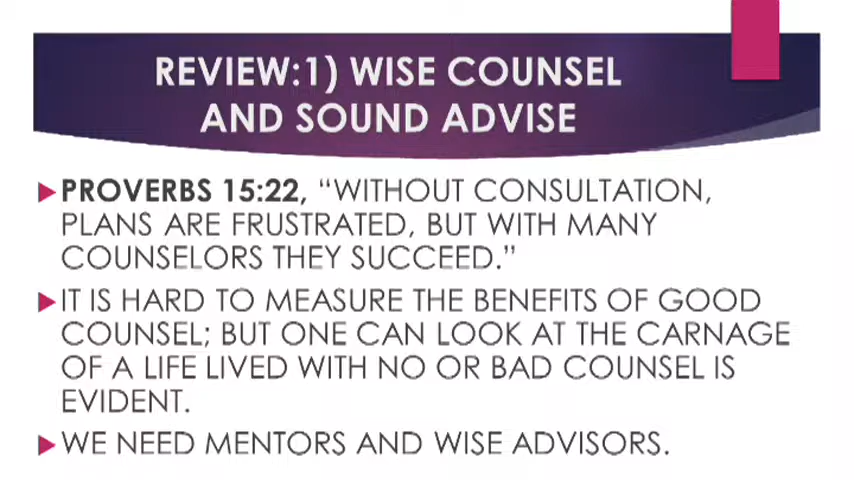 REVIEW:1) WISE COUNSEL
AND SOUND ADVISE
PROVERBS 15:22, “WITHOUT CONSULTATION,
PLANS ARE FRUSTRATED, BUT WITH MANY
COUNSELORS THEY SUCCEED.”
IT IS HARD TO MEASURE THE BENEFITS OF GOOD
COUNSEL; BUT ONE CAN LOOK AT THE CARNAGE
OF A LIFE LIVED WITH NO OR BAD COUNSEL IS
EVIDENT.
WE NEED MENTORS AND WISE ADVISORS.